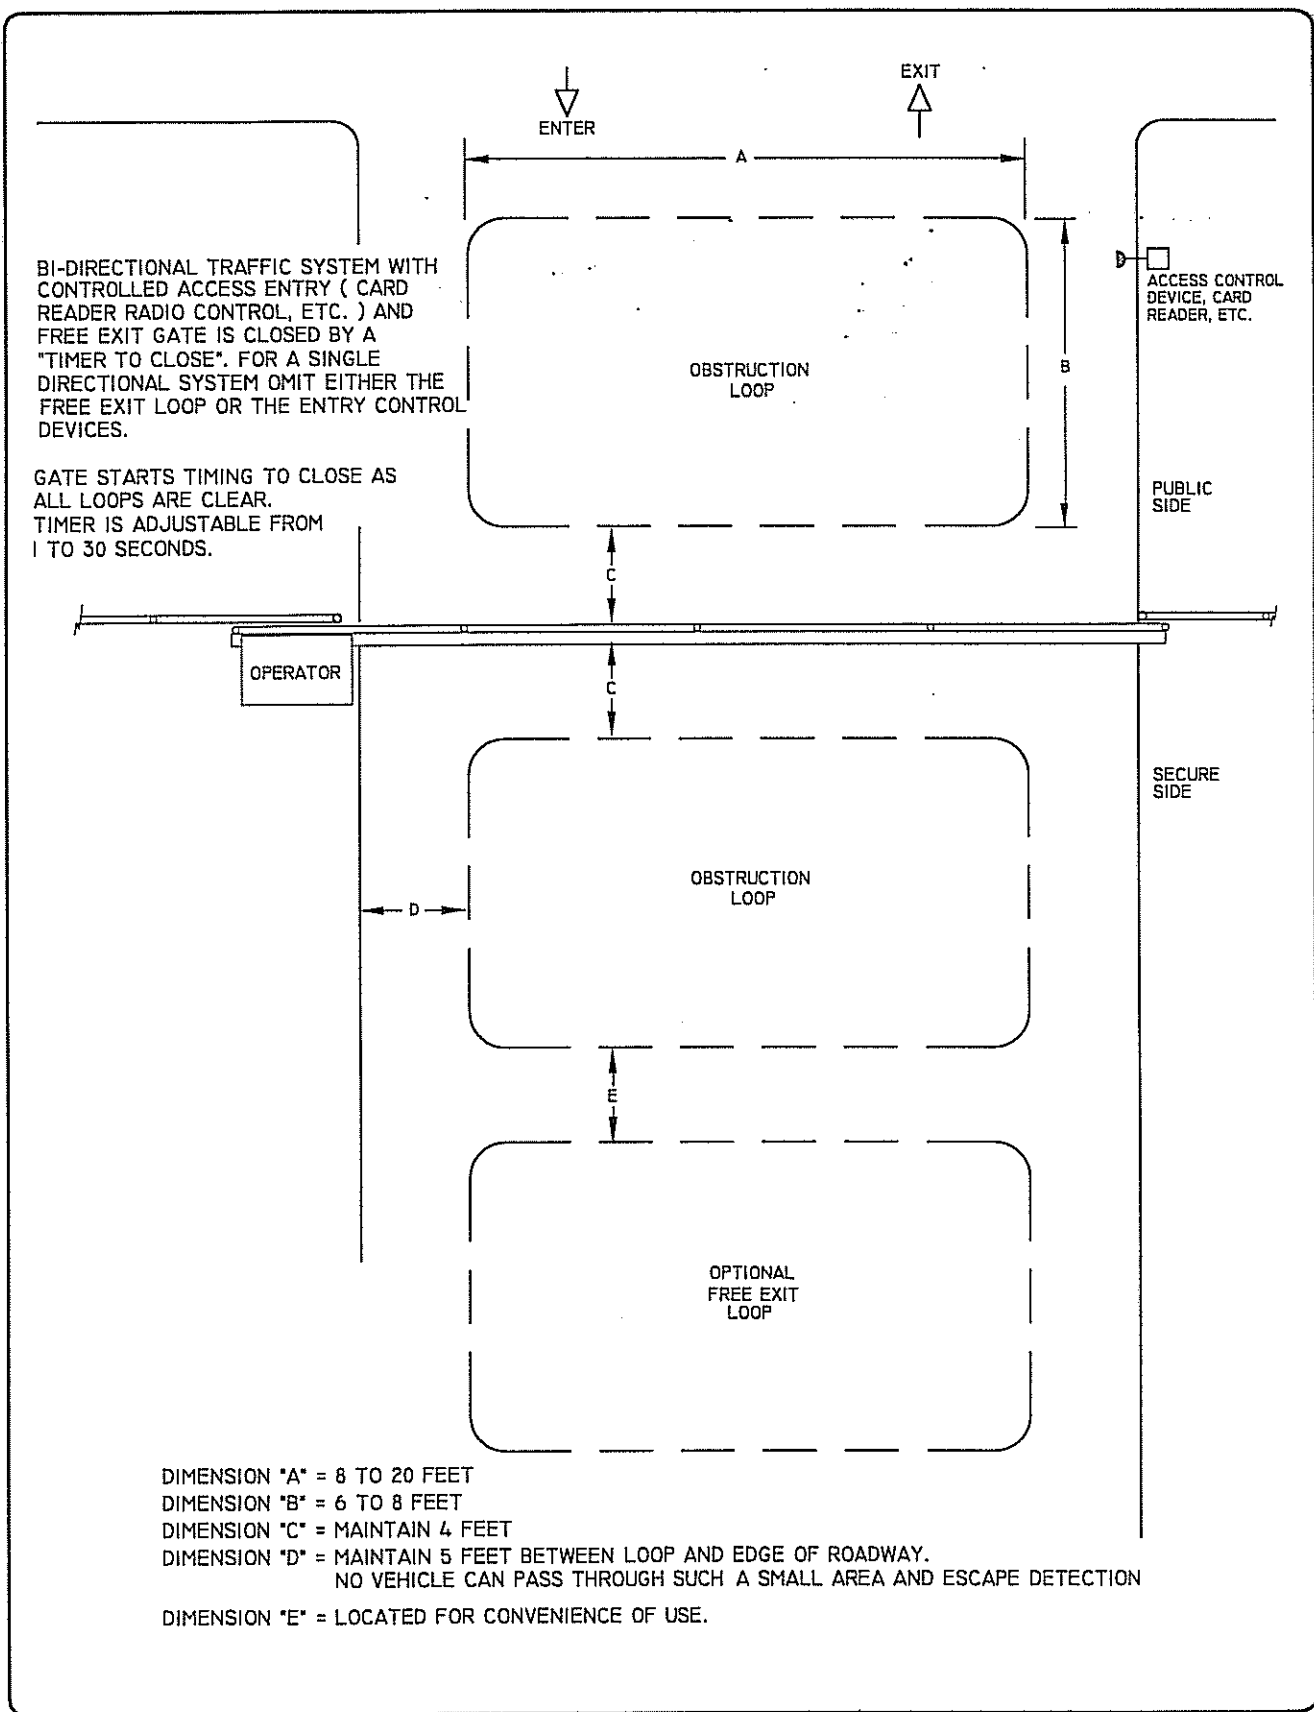 EXIT
ENTER
A
BI-DIRECTIONAL TRAFFIC SYSTEM WITH
CONTROLLED ACCESS ENTRY ( CARD
READER RADIO CONTROL, ETC. ) AND
FREE EXIT GATE IS CLOSED BY A
"TIMER TO CLOSE". FOR A SINGLE
DIRECTIONAL SYSTEM OMIT EITHER THE
FREE EXIT LOOP OR THE ENTRY CONTROL
DEVICES.
GATE STARTS TIMING TO CLOSE AS
ALL LOOPS ARE CLEAR.
TIMER IS ADJUSTABLE FROM
1 TO 30 SECONDS.
OBSTRUCTION
LOOP
B
ACCESS CONTROL
DEVICE, CARD
READER, ETC.
PUBLIC
SIDE
C
OPERATOR
C
SECURE
SIDE
OBSTRUCTION
LOOP
D
E
OPTIONAL
FREE EXIT
LOOP
DIMENSION "A" = 8 TO 20 FEET
DIMENSION "B" = 6 TO 8 FEET
DIMENSION "C" = MAINTAIN 4 FEET
DIMENSION "D" = MAINTAIN 5 FEET BETWEEN LOOP AND EDGE OF ROADWAY.
NO VEHICLE CAN PASS THROUGH SUCH A SMALL AREA AND ESCAPE DETECTION
DIMENSION "E" = LOCATED FOR CONVENIENCE OF USE.